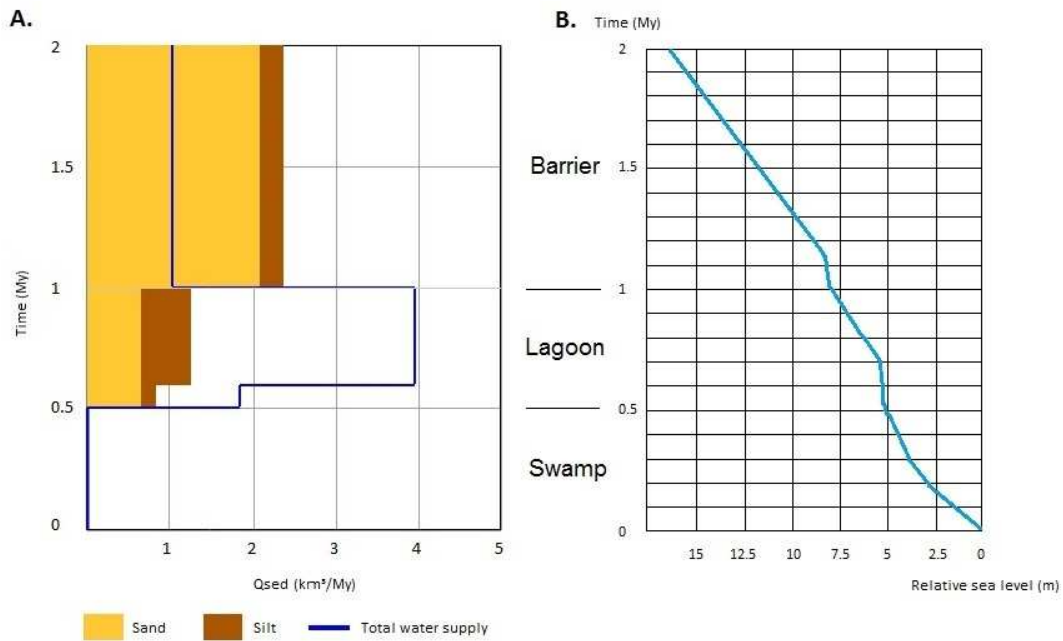 A.
2
1.5
1
0.5
0
Time (My)
1 2 3 4 5
Qsed (km³/My)
Sand Silt Total water supply
Barrier
Lagoon
Swamp
B. Time (My)
2
1.5
1
0.5
0
15 12.5 10 7.5 5 2.5 0
Relative sea level (m)